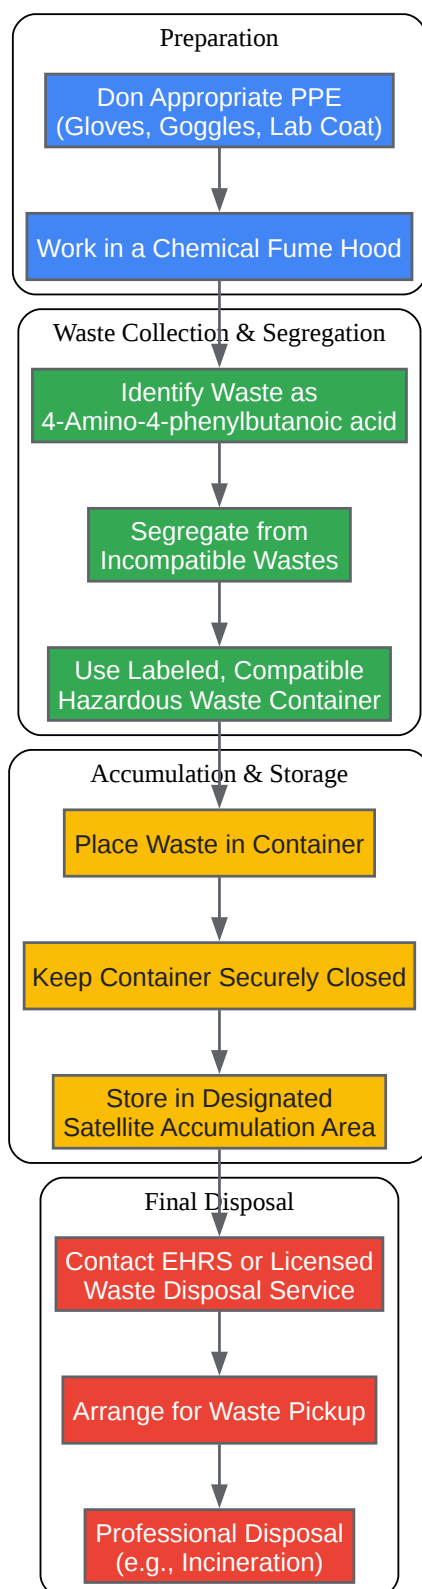 Preparation
Don Appropriate PPE
(Gloves, Goggles, Lab Coat)
Work in a Chemical Fume Hood
Waste Collection & Segregation
Identify Waste as
4-Amino-4-phenylbutanoic acid
Segregate from
Incompatible Wastes
Use Labeled, Compatible
Hazardous Waste Container
Accumulation & Storage
Place Waste in Container
Keep Container Securely Closed
Store in Designated
Satellite Accumulation Area
Final Disposal
Contact EHRS or Licensed
Waste Disposal Service
Arrange for Waste Pickup
Professional Disposal
(e.g., Incineration)